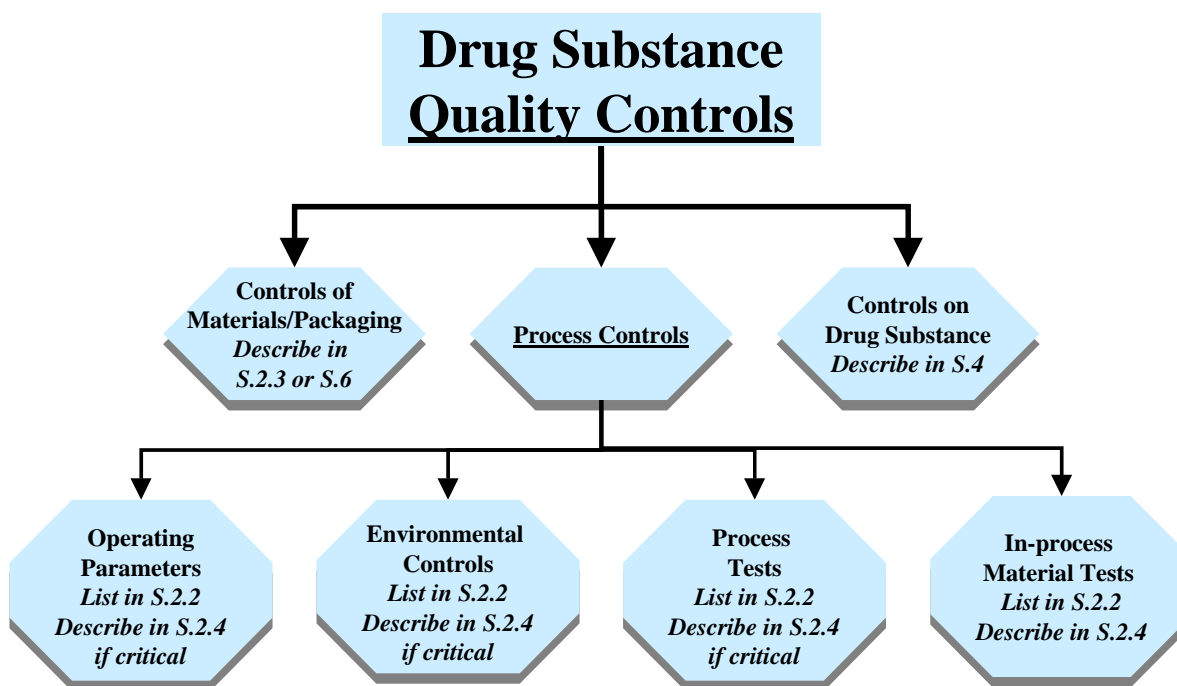 Drug Substance
Quality Controls
Controls of
Materials/Packaging
Describe in
S.2.3 or S.6
Process Controls
Controls on
Drug Substance
Describe in S.4
Operating
Parameters
List in S.2.2
Describe in S.2.4
if critical
Environmental
Controls
List in S.2.2
Describe in S.2.4
if critical
Process
Tests
List in S.2.2
Describe in S.2.4
if critical
In-process
Material Tests
List in S.2.2
Describe in S.2.4